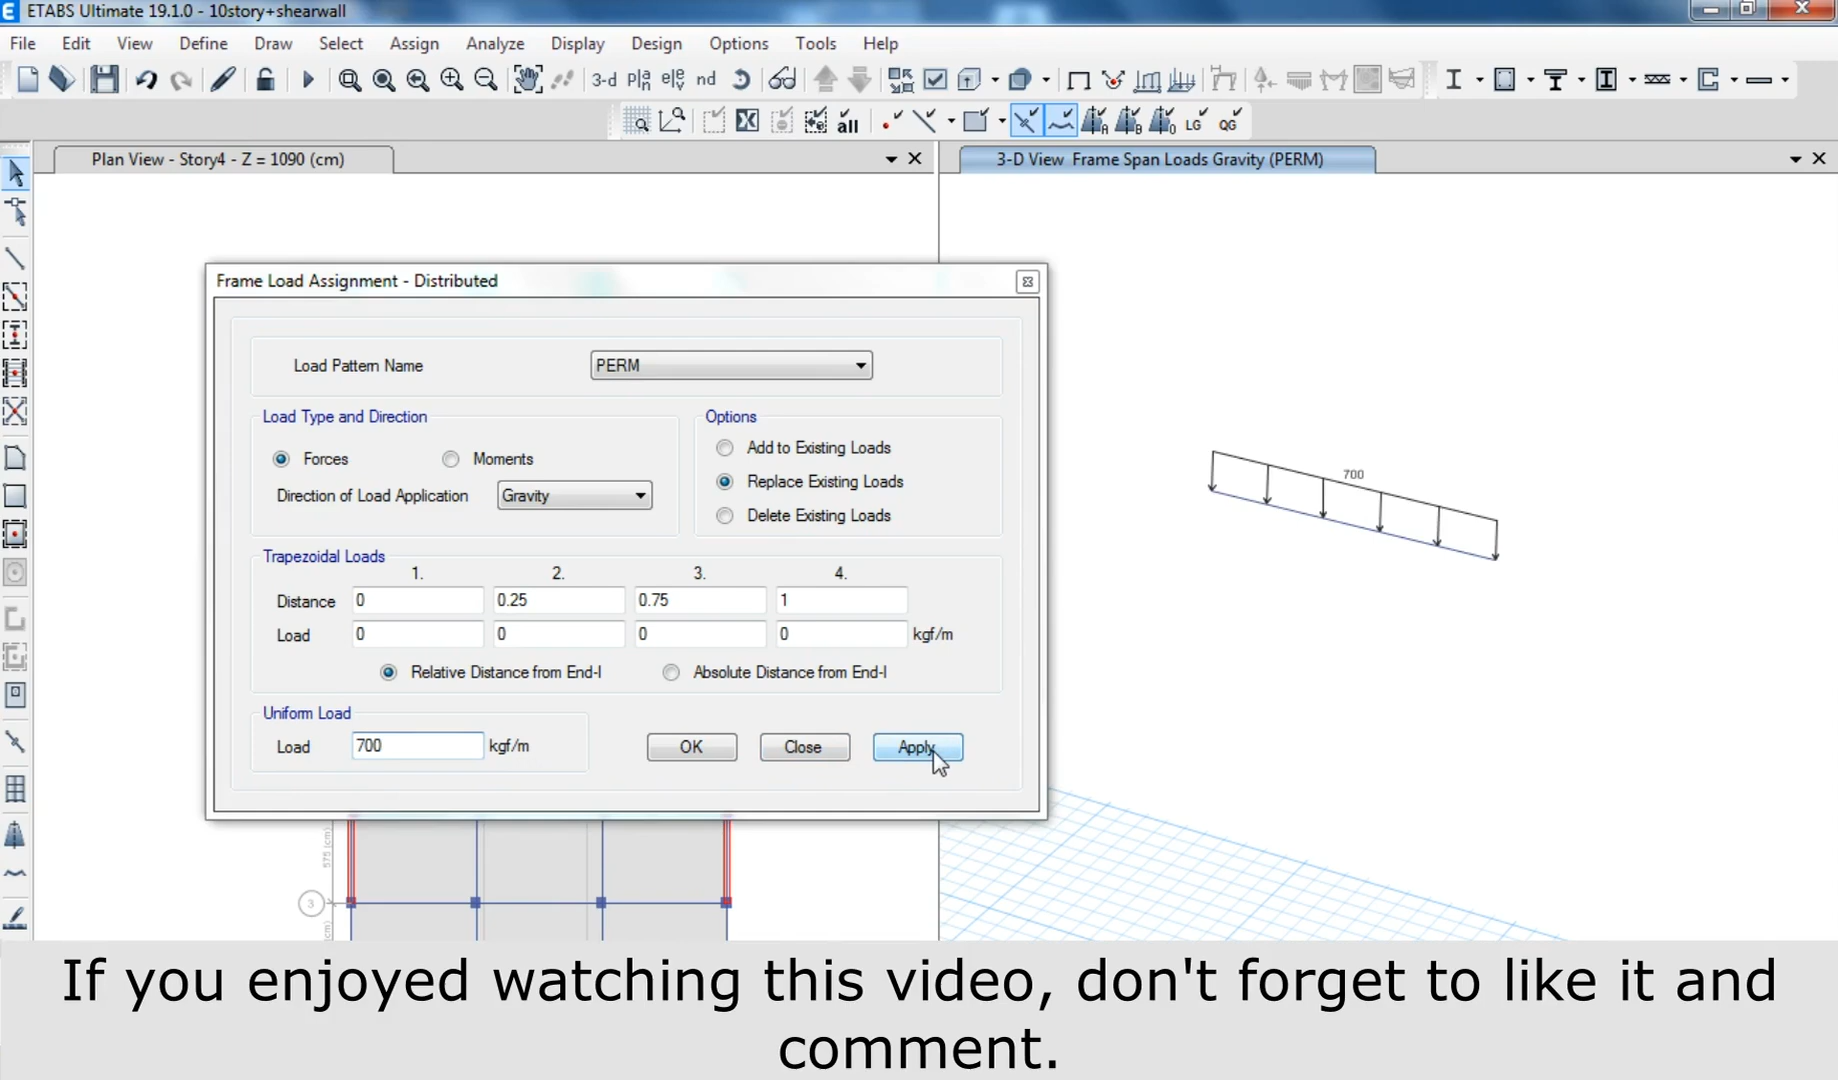 ETABS Ultimate 19.1.0 - 10story+shearwall
File Edit View Define Draw Select Assign Analyze Display Design Options Tools Help
3-d nd
all LG QG
Plan View - Story4 - Z = 1090 (cm)
3-D View Frame Span Loads Gravity (PERM)
Frame Load Assignment - Distributed
Load Pattern Name PERM
Load Type and Direction
Forces Moments
Direction of Load Application Gravity
Options
Add to Existing Loads
Replace Existing Loads
Delete Existing Loads
Trapezoidal Loads
1. 2. 3. 4.
Distance 0 0.25 0.75 1
Load 0 0 0 0 kgf/m
Relative Distance from End-I Absolute Distance from End-I
Uniform Load
Load 700 kgf/m
OK Close Apply
700
575 (cm)
3
(cm)
If you enjoyed watching this video, don't forget to like it and
comment.